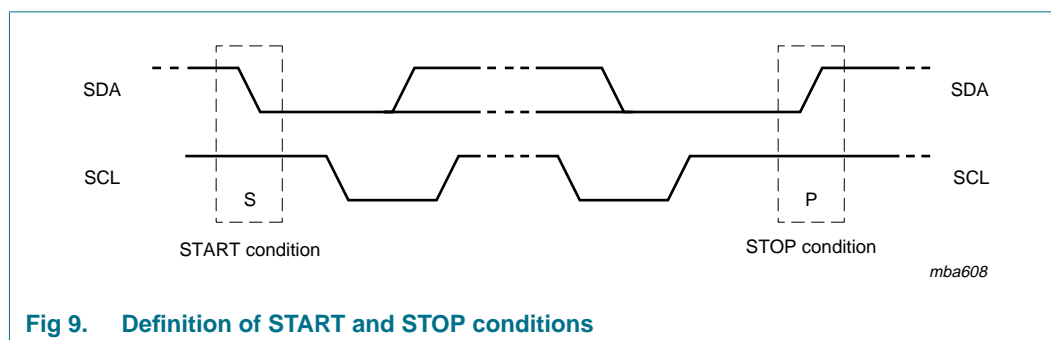 SDA
SDA
SCL
SCL
S
P
START condition
STOP condition
mba608
Fig 9. Definition of START and STOP conditions